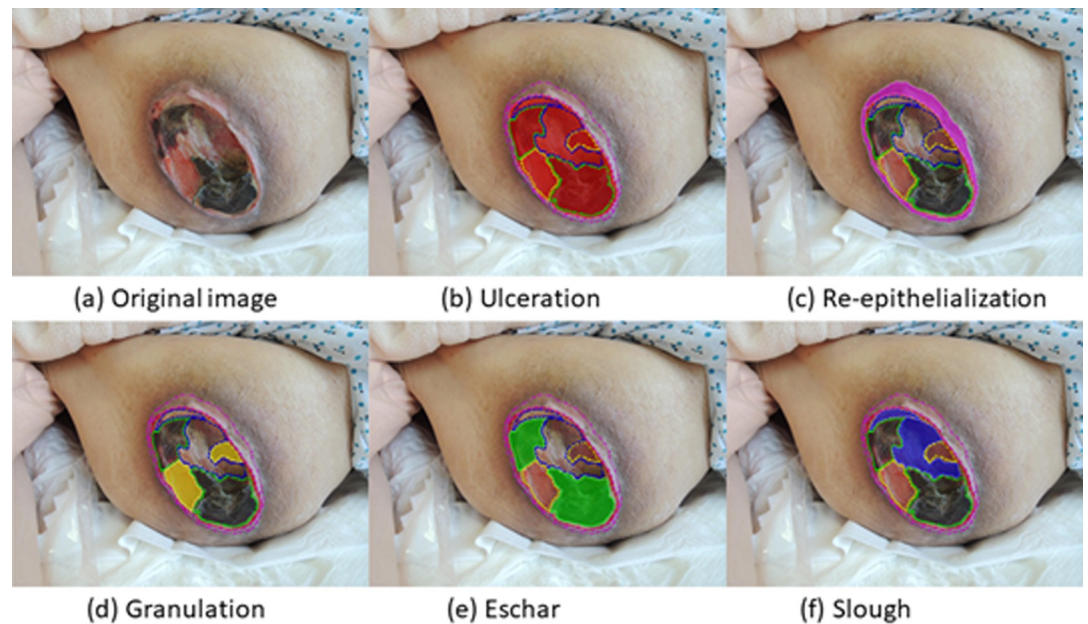 (a) Original image
(b) Ulceration
(c) Re-epithelialization
(d) Granulation
(e) Eschar
(f) Slough